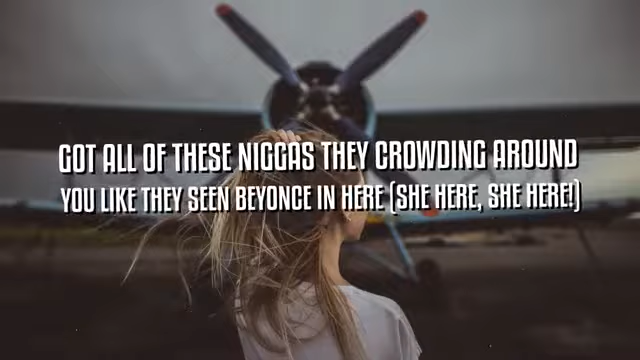 GOT ALL OF THESE NIGGAS THEY CROWDING AROUND
YOU LIKE THEY SEEN BEYONCE IN HERE (SHE HERE, SHE HERE!)